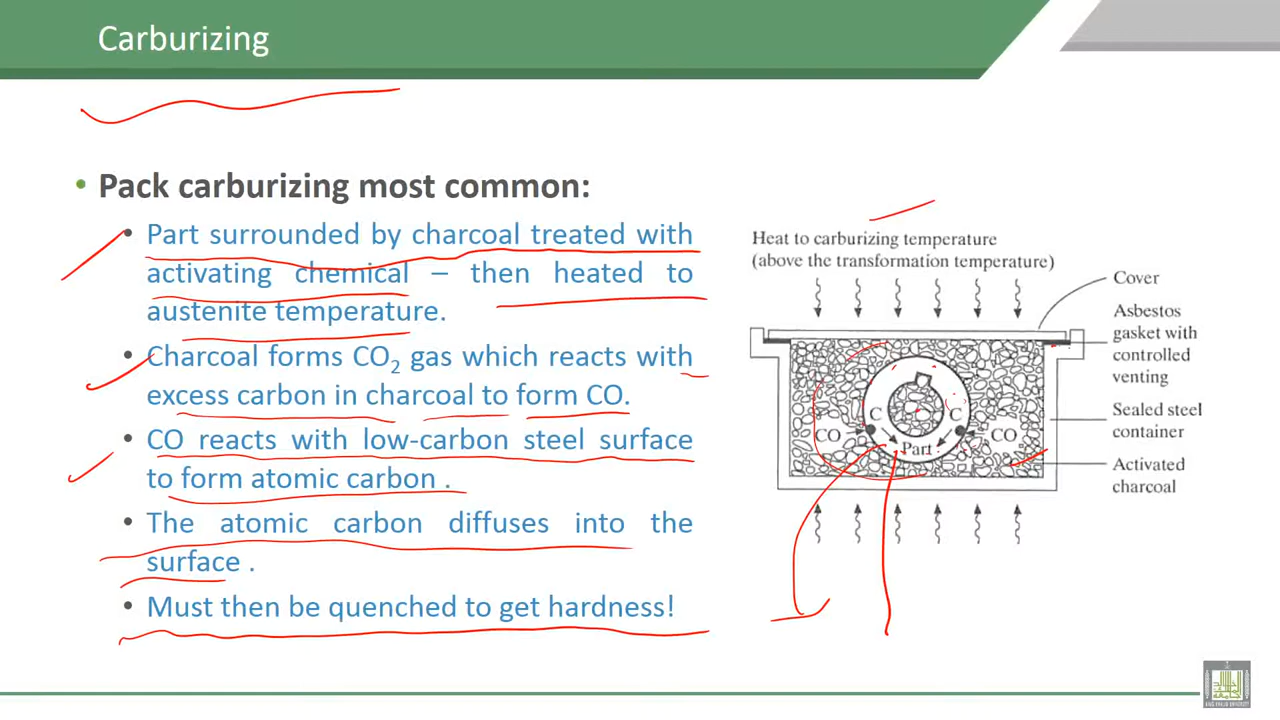 Carburizing
• Pack carburizing most common:
• Part surrounded by charcoal treated with
activating chemical – then heated to
austenite temperature.
• Charcoal forms CO₂ gas which reacts with
excess carbon in charcoal to form CO.
• CO reacts with low-carbon steel surface
to form atomic carbon .
• The atomic carbon diffuses into the
surface .
• Must then be quenched to get hardness!
Heat to carburizing temperature
(above the transformation temperature)
Cover
Asbestos
gasket with
controlled
venting
Sealed steel
container
Activated
charcoal
C
C
CO
CO
Part